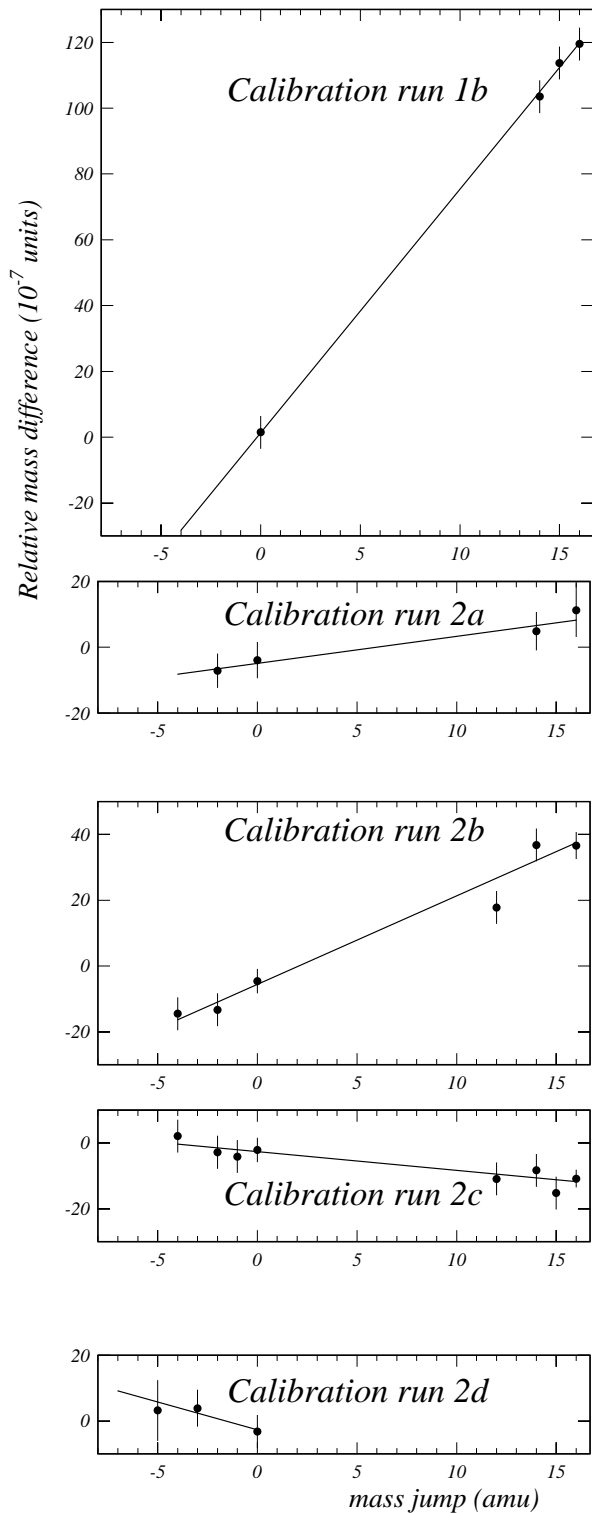 Relative mass difference (10^-7 units)
120
100
80
60
40
20
0
-20
Calibration run 1b
-5 0 5 10 15
20
0
-20
Calibration run 2a
-5 0 5 10 15
40
20
0
-20
Calibration run 2b
-5 0 5 10 15
0
-20
Calibration run 2c
-5 0 5 10 15
20
0
Calibration run 2d
-5 0 5 10 15
mass jump (amu)